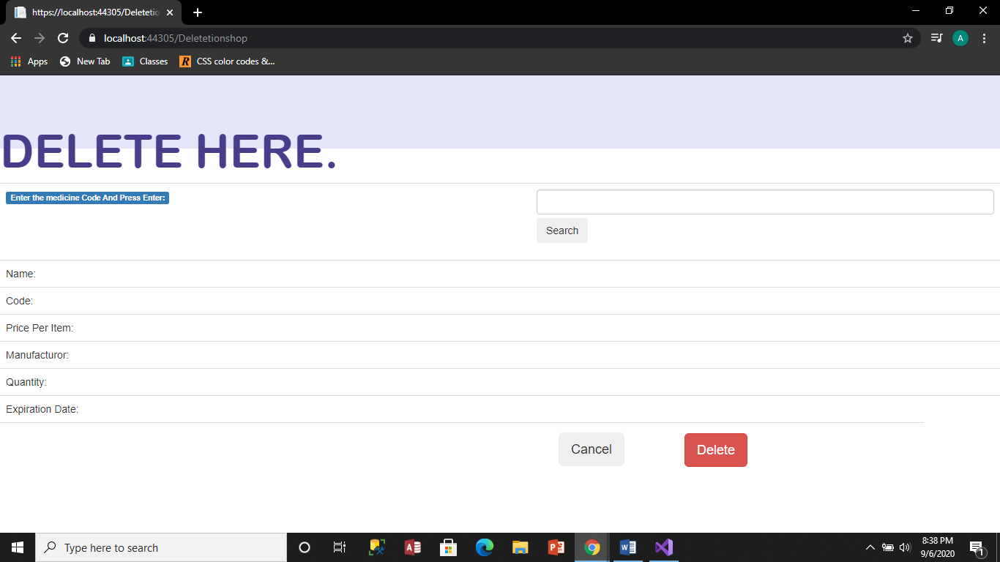 https://localhost:44305/Deletetio
localhost:44305/Deletetionshop
A
Apps New Tab Classes R CSS color codes &...
DELETE HERE.
Enter the medicine Code And Press Enter:
Search
Name:
Code:
Price Per Item:
Manufacturor:
Quantity:
Expiration Date:
Cancel Delete
Type here to search
8:38 PM
9/6/2020
1